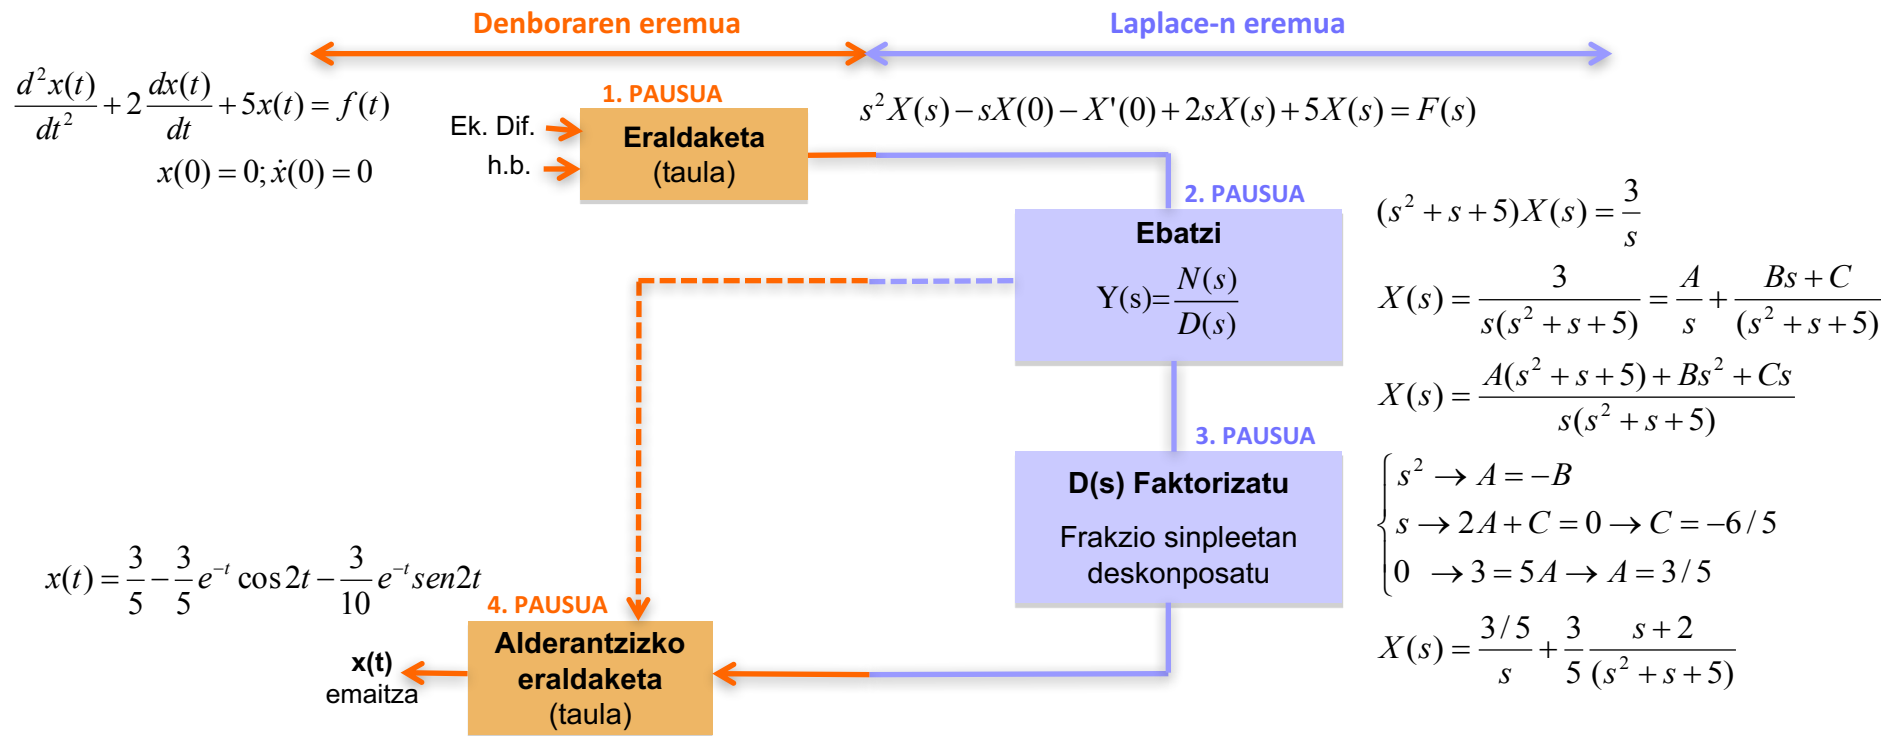 Denboraren eremua
Laplace-n eremua
d²x(t)/dt² + 2 dx(t)/dt + 5x(t) = f(t)
x(0) = 0; ẋ(0) = 0
Ek. Dif.
h.b.
1. PAUSUA
Eraldaketa
(taula)
s²X(s) − sX(0) − X'(0) + 2sX(s) + 5X(s) = F(s)
2. PAUSUA
Ebatzi
Y(s)= N(s)/D(s)
(s² + s + 5)X(s) = 3/s
X(s) = 3/(s(s² + s + 5)) = A/s + (Bs + C)/(s² + s + 5)
X(s) = (A(s² + s + 5) + Bs² + Cs)/(s(s² + s + 5))
3. PAUSUA
D(s) Faktorizatu
Frakzio sinpleetan
deskonposatu
s² → A = −B
s → 2A + C = 0 → C = −6/5
0 → 3 = 5A → A = 3/5
X(s) = (3/5)/s + 3/5 (s + 2)/(s² + s + 5)
4. PAUSUA
Alderantzizko
eraldaketa
(taula)
x(t)
emaitza
x(t) = 3/5 − 3/5 e⁻ᵗ cos 2t − 3/10 e⁻ᵗ sen2t